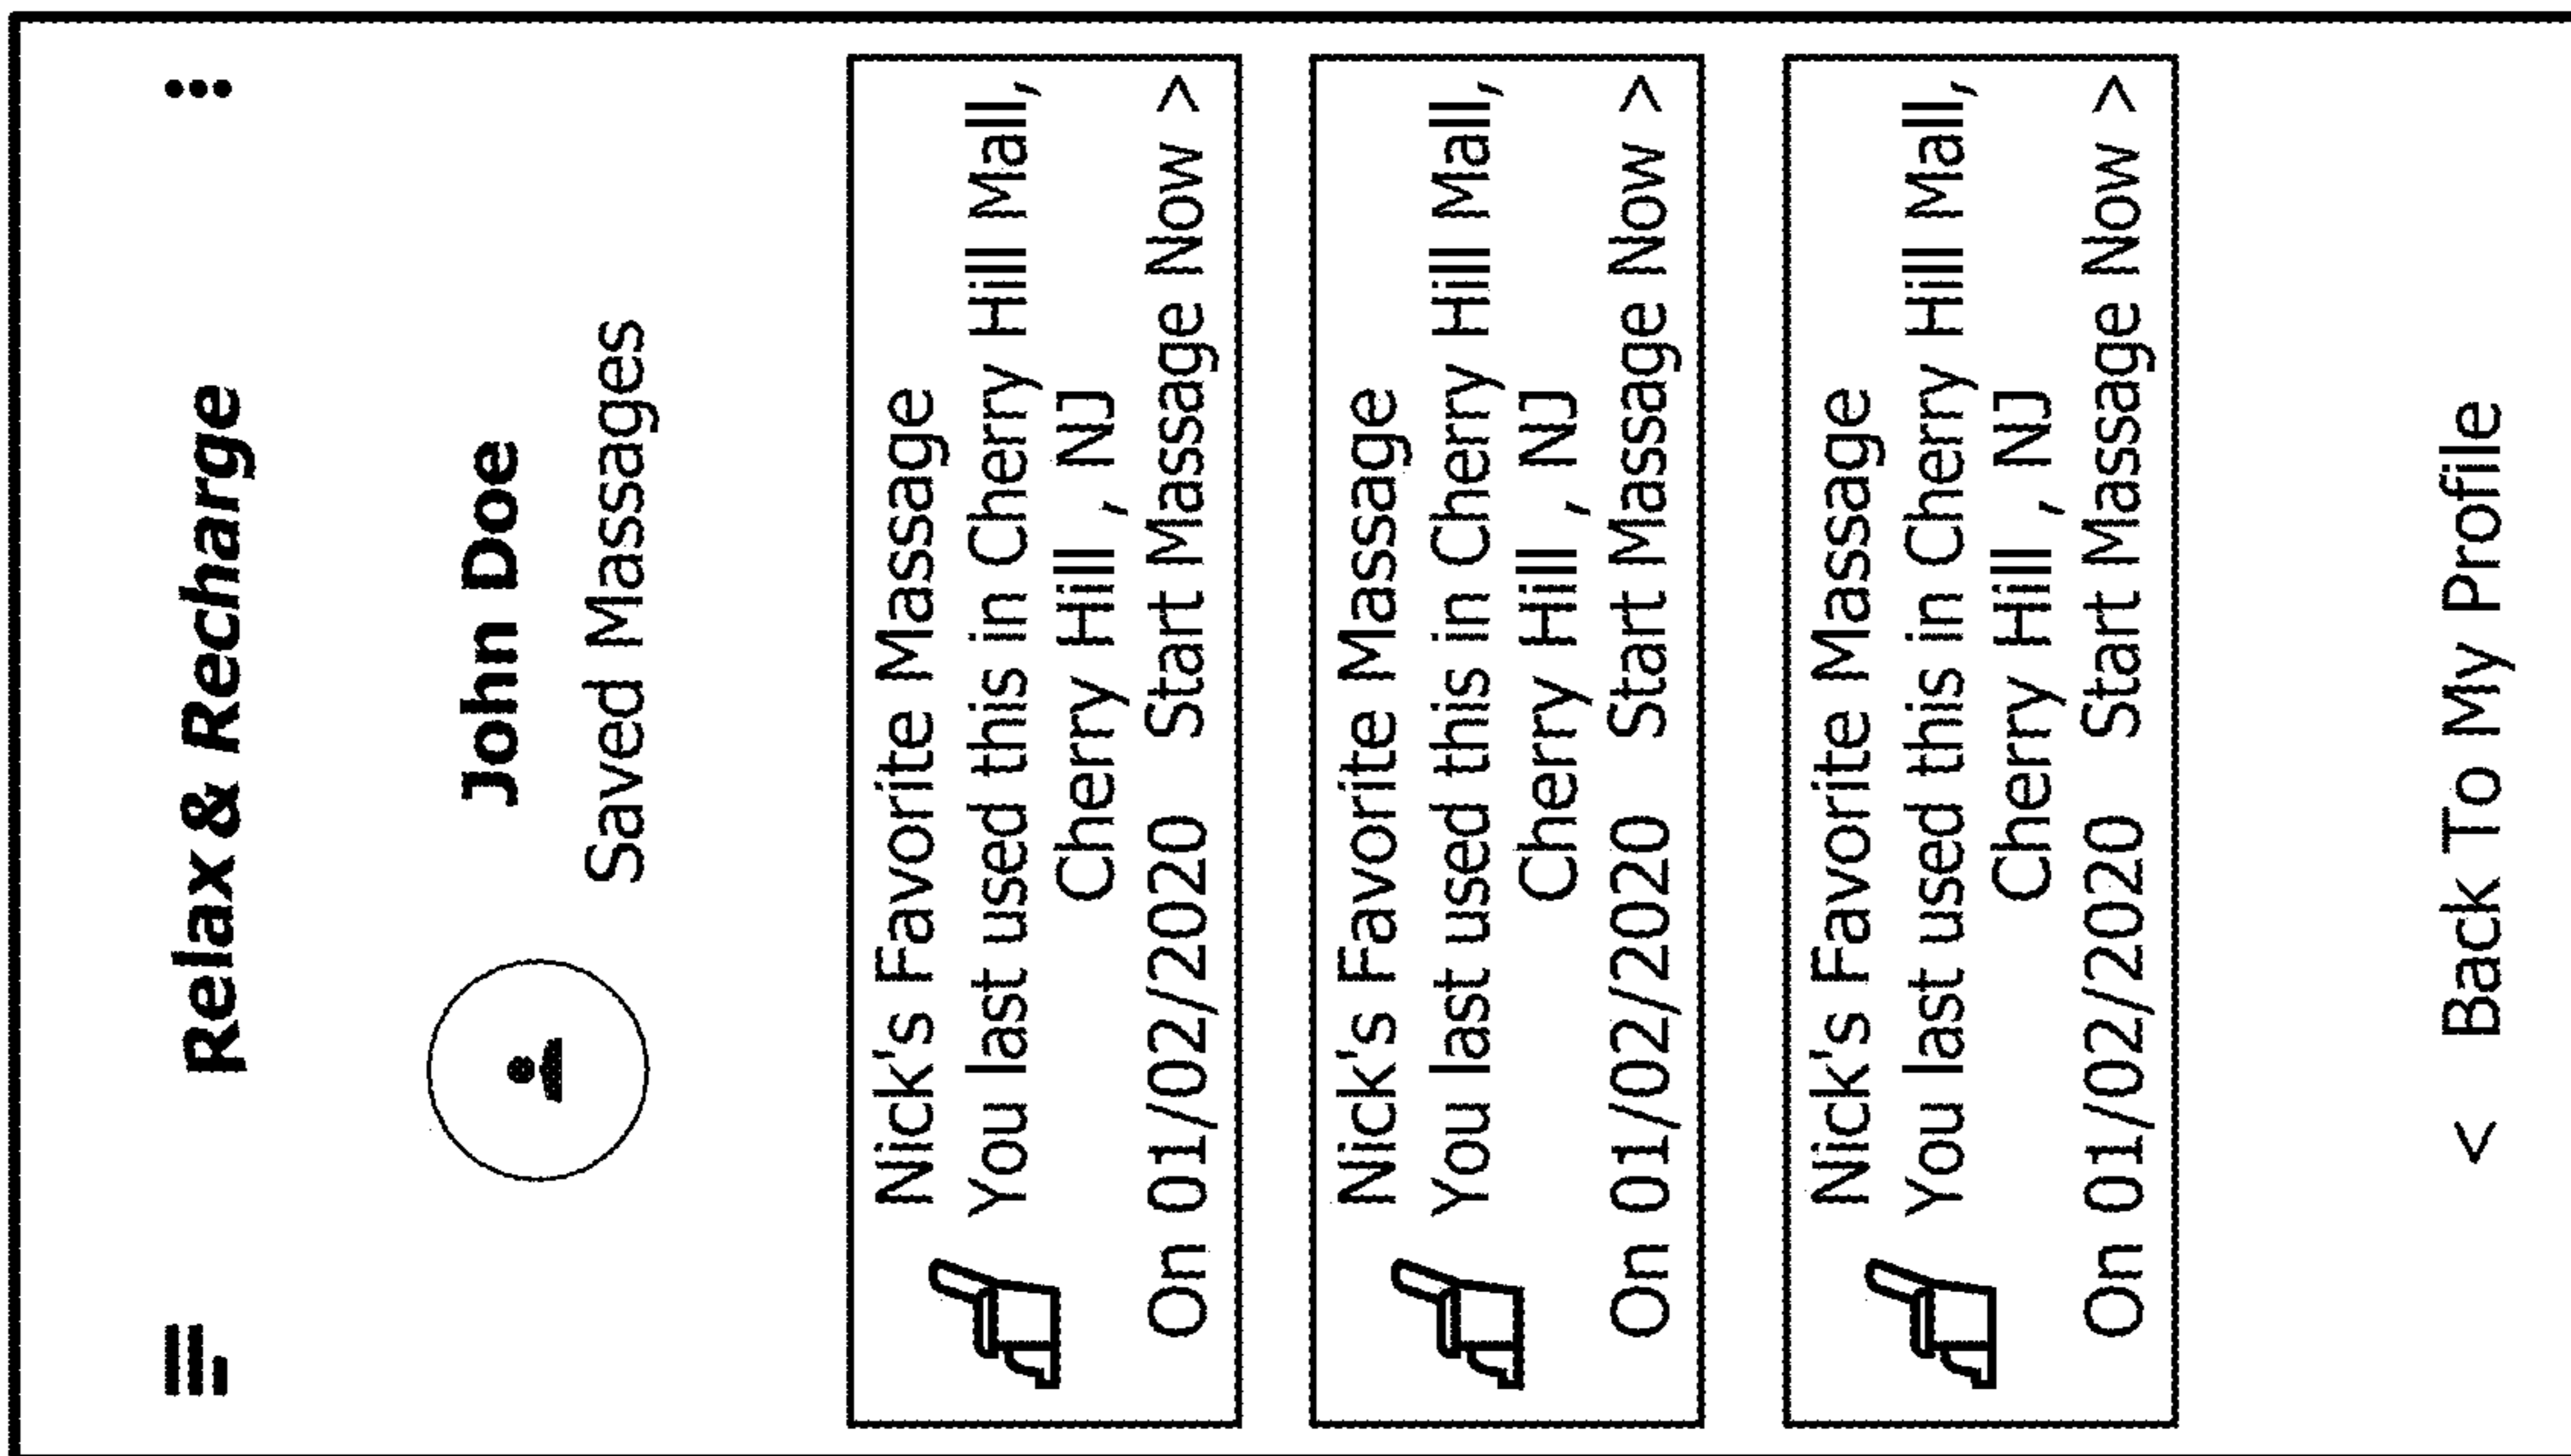 Relax & Recharge
John Doe
Saved Massages
Nick's Favorite Massage
You last used this in Cherry Hill Mall,
Cherry Hill , NJ
On 01/02/2020 Start Massage Now >
Nick's Favorite Massage
You last used this in Cherry Hill Mall,
Cherry Hill , NJ
On 01/02/2020 Start Massage Now >
Nick's Favorite Massage
You last used this in Cherry Hill Mall,
Cherry Hill , NJ
On 01/02/2020 Start Massage Now >
< Back To My Profile